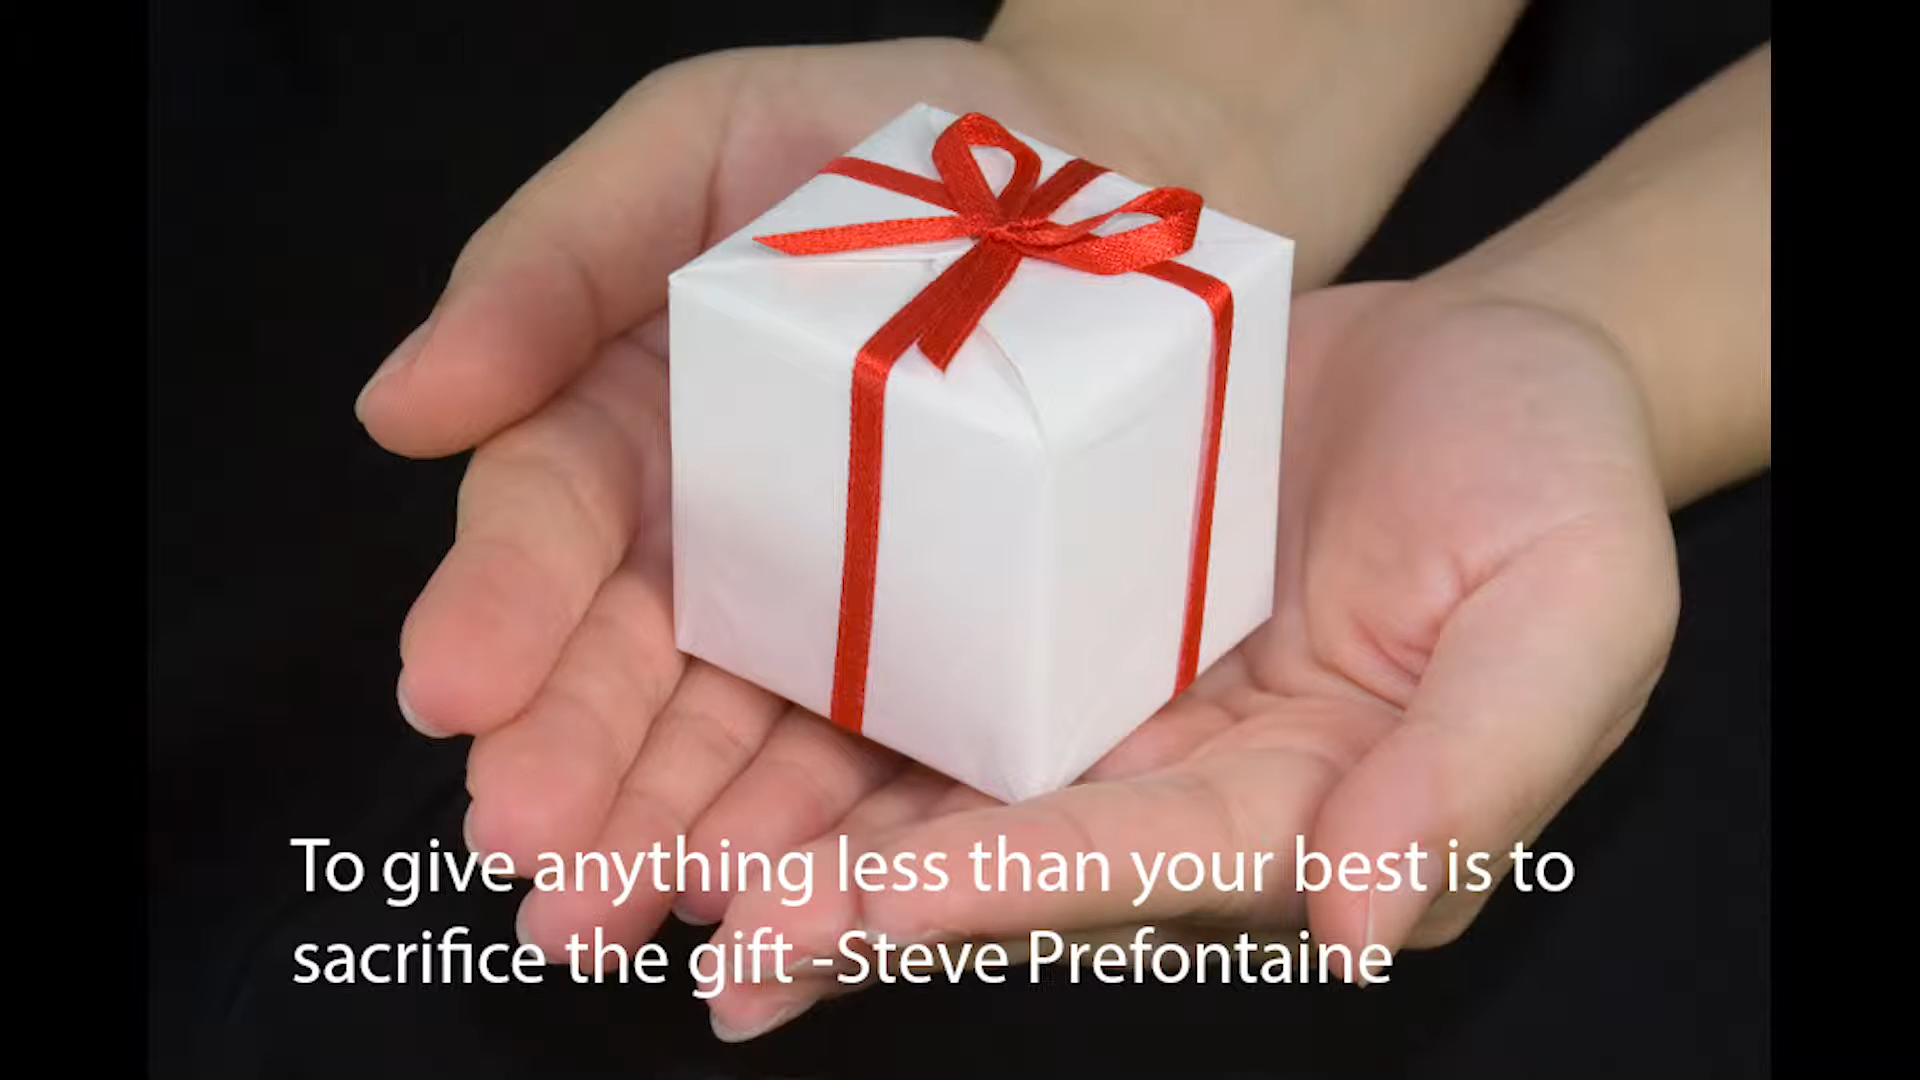 To give anything less than your best is to
sacrifice the gift -Steve Prefontaine